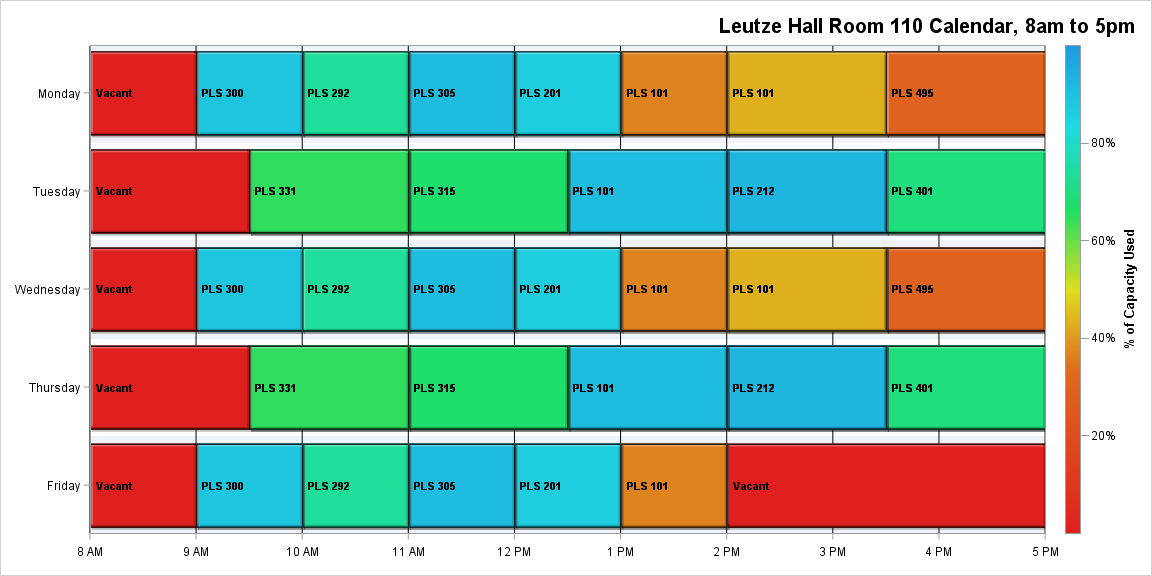 Leutze Hall Room 110 Calendar, 8am to 5pm
Monday
Vacant
PLS 300
PLS 292
PLS 305
PLS 201
PLS 101
PLS 101
PLS 495
Tuesday
Vacant
PLS 331
PLS 315
PLS 101
PLS 212
PLS 401
Wednesday
Vacant
PLS 300
PLS 292
PLS 305
PLS 201
PLS 101
PLS 101
PLS 495
Thursday
Vacant
PLS 331
PLS 315
PLS 101
PLS 212
PLS 401
Friday
Vacant
PLS 300
PLS 292
PLS 305
PLS 201
PLS 101
Vacant
8 AM
9 AM
10 AM
11 AM
12 PM
1 PM
2 PM
3 PM
4 PM
5 PM
80%
60%
40%
20%
% of Capacity Used